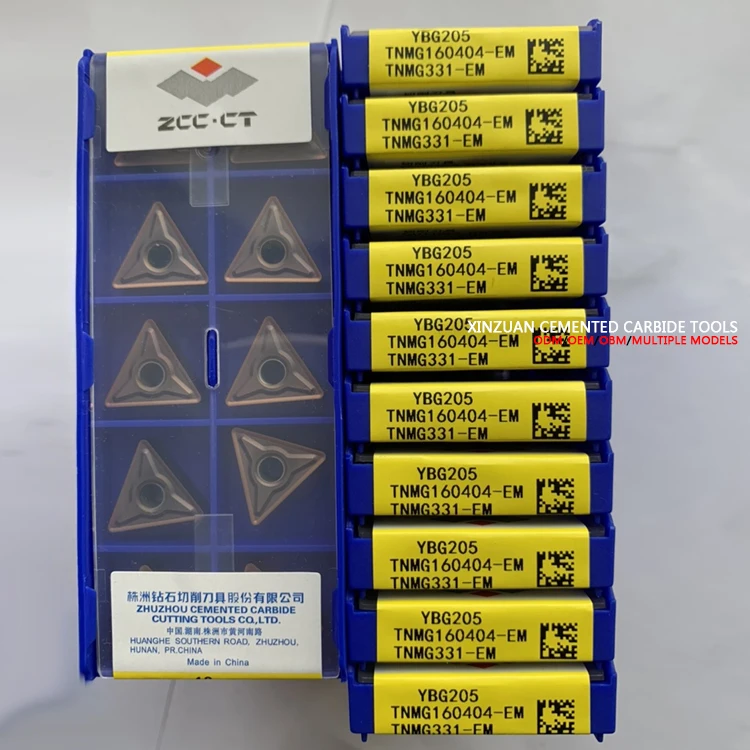 ZCC·CT
株洲钻石切削刀具股份有限公司
ZHUZHOU CEMENTED CARBIDE
CUTTING TOOLS CO,LTD.
中国.湖南.株洲市黄河南路
HUANGHE SOUTHERN ROAD, ZHUZHOU,
HUNAN, PR,CHINA
Made in China
YBG205
TNMG160404-EM
TNMG331-EM
YBG205
TNMG160404-EM
TNMG331-EM
YBG205
TNMG160404-EM
TNMG331-EM
YBG205
TNMG160404-EM
TNMG331-EM
YBG205
TNMG160404-EM
TNMG331-EM
XINZUAN CEMENTED CARBIDE TOOLS
ODM/OEM/OBM/MULTIPLE MODELS
YBG205
TNMG160404-EM
TNMG331-EM
YBG205
TNMG160404-EM
TNMG331-EM
YBG205
TNMG160404-EM
TNMG331-EM
YBG205
TNMG160404-EM
TNMG331-EM
YBG205
TNMG160404-EM
TNMG331-EM